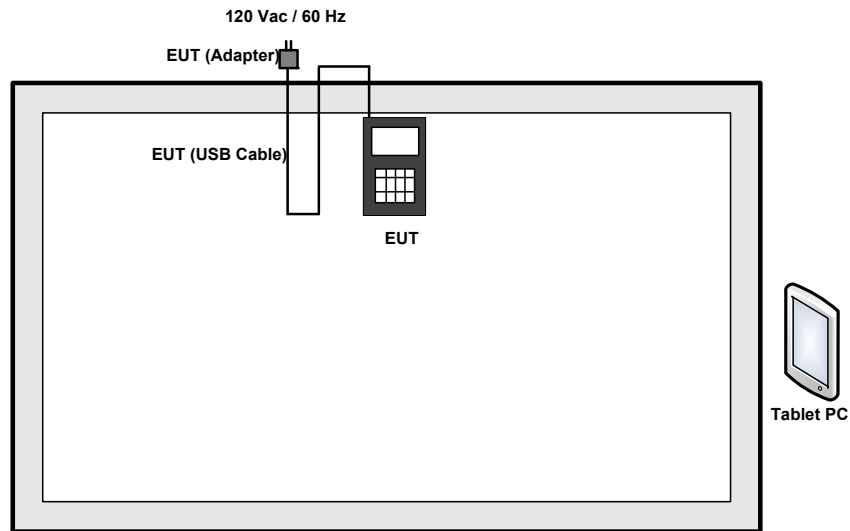 120 Vac / 60 Hz
EUT (Adapter)
EUT (USB Cable)
EUT
Tablet PC